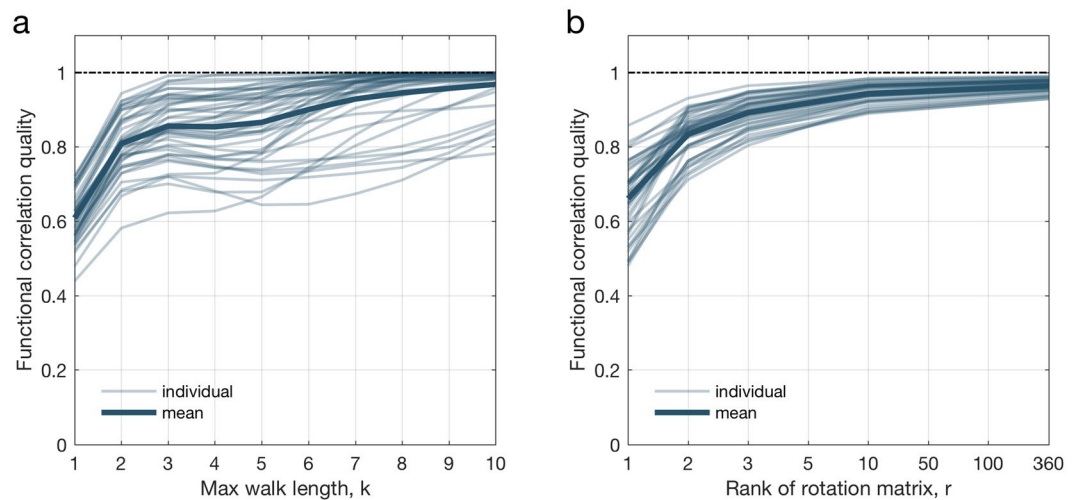 a
b
Functional correlation quality
1
0.8
0.6
0.4
0.2
0
individual
mean
1 2 3 4 5 6 7 8 9 10
Max walk length, k
Functional correlation quality
1
0.8
0.6
0.4
0.2
0
individual
mean
1 2 3 5 10 50 100 360
Rank of rotation matrix, r